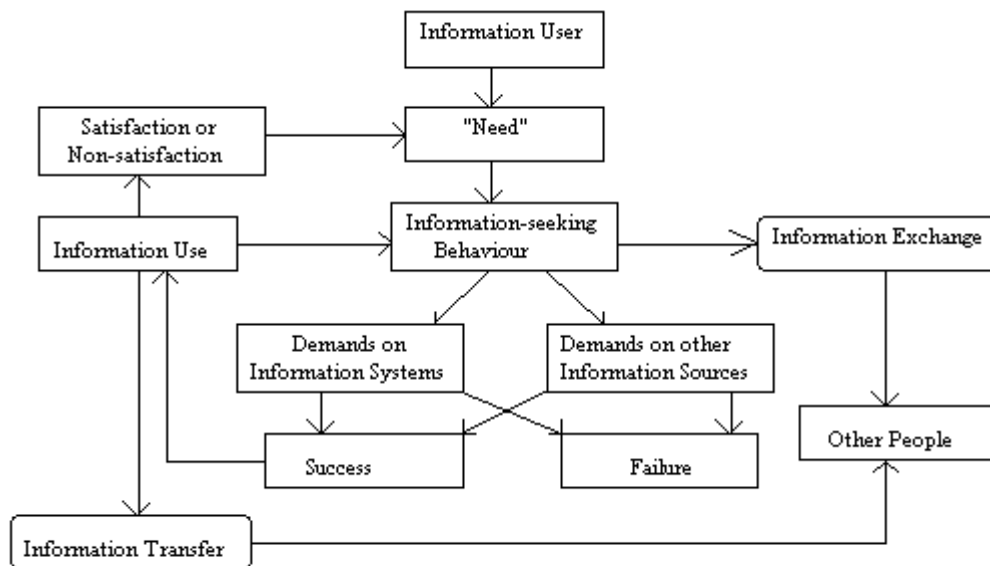 Information User
"Need"
Satisfaction or
Non-satisfaction
Information Use
Information-seeking
Behaviour
Information Exchange
Demands on
Information Systems
Demands on other
Information Sources
Success
Failure
Other People
Information Transfer